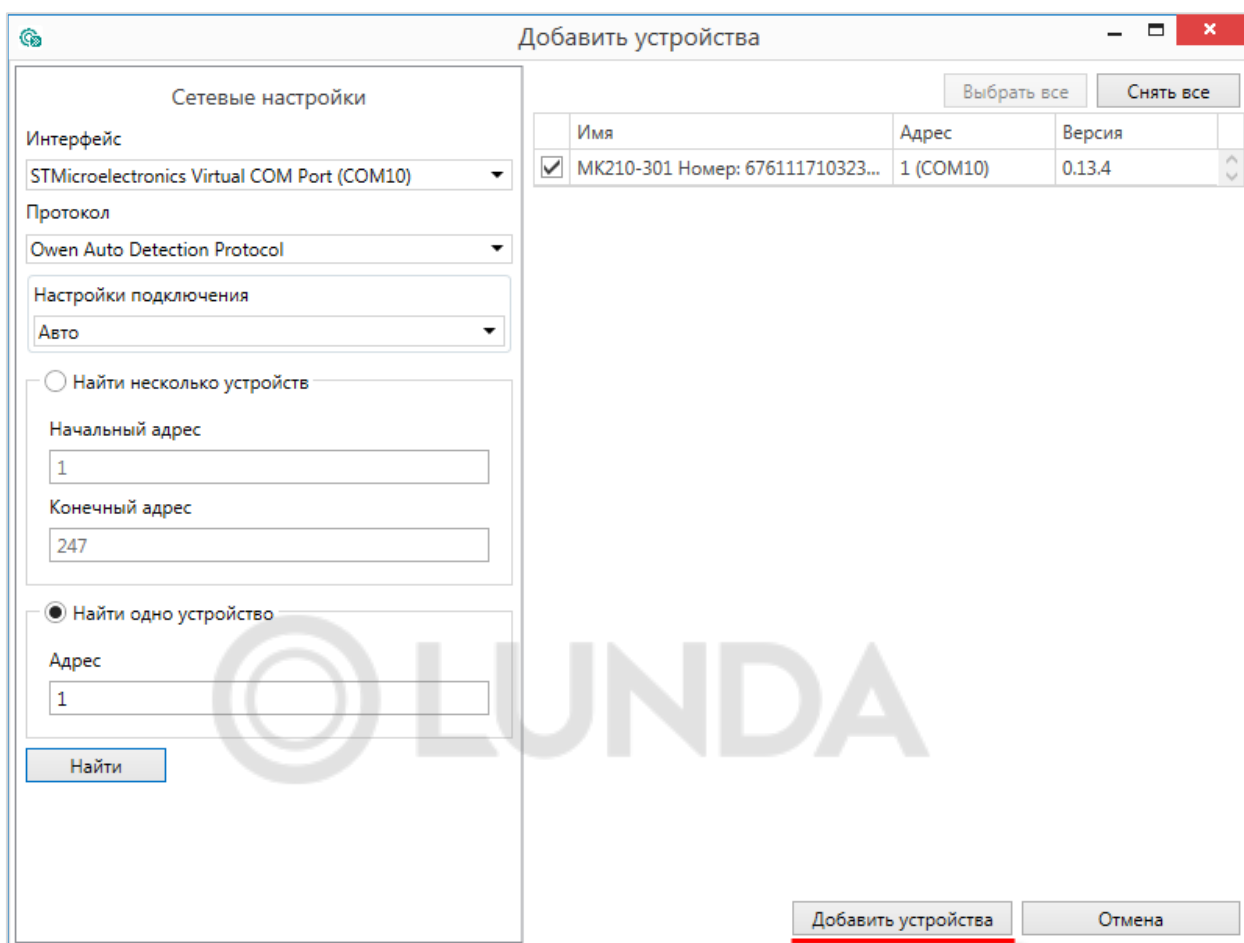 Добавить устройства
Сетевые настройки
Интерфейс
STMicroelectronics Virtual COM Port (COM10)
Протокол
Owen Auto Detection Protocol
Настройки подключения
Авто
Найти несколько устройств
Начальный адрес
1
Конечный адрес
247
Найти одно устройство
Адрес
1
Найти
Выбрать все Снять все
Имя Адрес Версия
МК210-301 Номер: 676111710323... 1 (COM10) 0.13.4
LUNDA
Добавить устройства Отмена